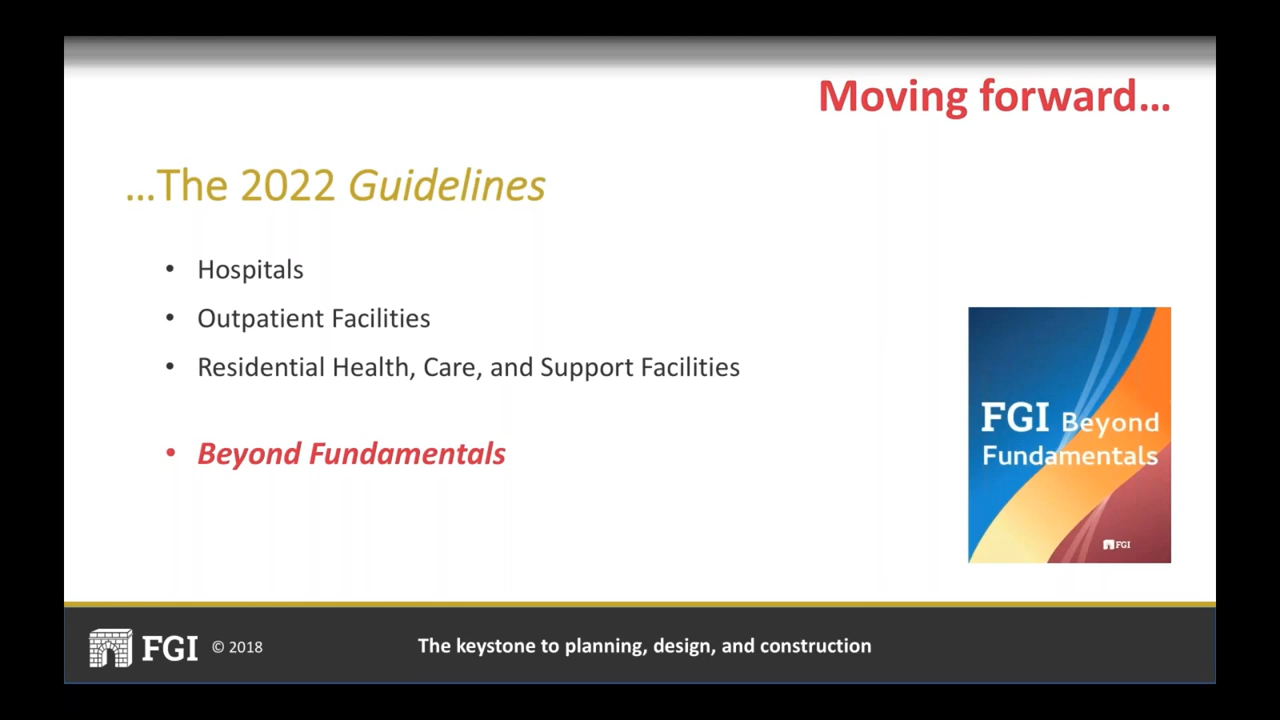 Moving forward...
...The 2022 Guidelines
• Hospitals
• Outpatient Facilities
• Residential Health, Care, and Support Facilities
• Beyond Fundamentals
FGI Beyond
Fundamentals
FGI
FGI © 2018
The keystone to planning, design, and construction